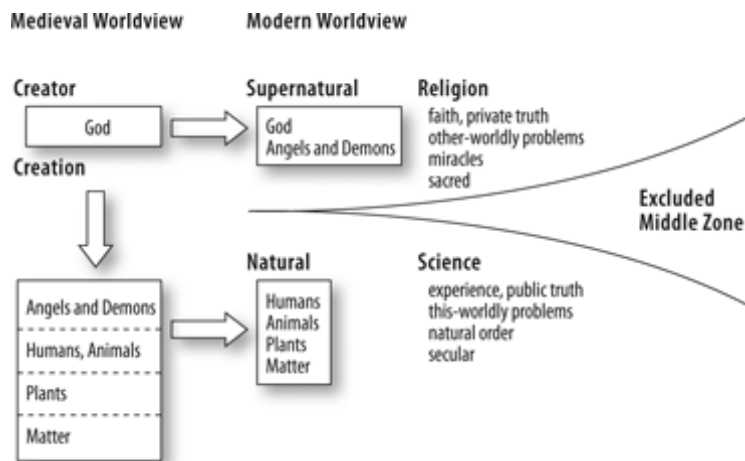 Medieval Worldview
Modern Worldview
Creator
God
Creation
Angels and Demons
Humans, Animals
Plants
Matter
Supernatural
God
Angels and Demons
Religion
faith, private truth
other-worldly problems
miracles
sacred
Excluded
Middle Zone
Natural
Humans
Animals
Plants
Matter
Science
experience, public truth
this-worldly problems
natural order
secular